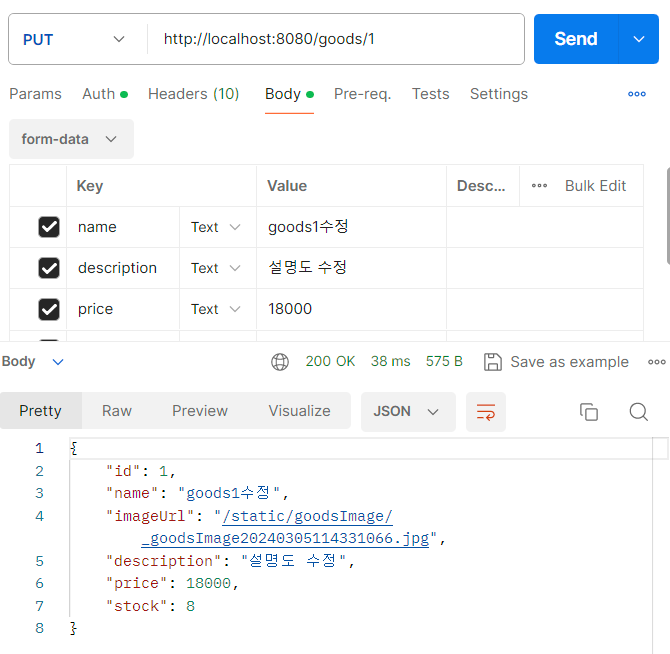 PUT http://localhost:8080/goods/1 Send
Params Auth Headers (10) Body Pre-req. Tests Settings
form-data
Key Value Desc... Bulk Edit
name Text goods1수정
description Text 설명도 수정
price Text 18000
Body 200 OK 38 ms 575 B Save as example
Pretty Raw Preview Visualize JSON
1 {
2 "id": 1,
3 "name": "goods1수정",
4 "imageUrl": "/static/goodsImage/
_goodsImage20240305114331066.jpg",
5 "description": "설명도 수정",
6 "price": 18000,
7 "stock": 8
8 }